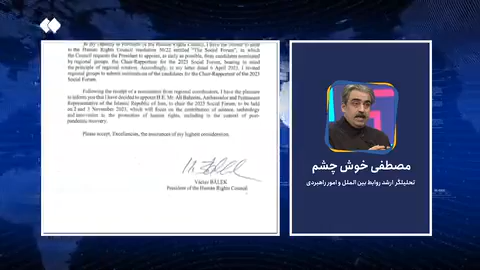 to the Human Rights Council resolution 50/22 entitled "The Social Forum", in which
the Council requests the President to appoint, as early as possible, from candidates
nominated by regional groups, the Chair-Rapporteur for the 2023 Social Forum, bearing in mind
the principle of regional rotation. Accordingly, in my letter dated 6 April 2023, I invited
regional groups to submit nominations of the candidates for the Chair-Rapporteur of the 2023
Social Forum.
Following the receipt of a nomination from regional coordinators, I have the pleasure
to inform you that I have decided to appoint H.E. Mr. Ali Bahreini, Ambassador and Permanent
Representative of the Islamic Republic of Iran, to chair the 2023 Social Forum, to be held
on 2 and 3 November 2023, which will focus on the contribution of science, technology
and innovation to the promotion of human rights, including in the context of post-
pandemic recovery.
Please accept, Excellencies, the assurances of my highest consideration.
Václav BÁLEK
President of the Human Rights Council
مصطفی خوش چشم
تحلیلگر ارشد روابط بین الملل و امور راهبردی